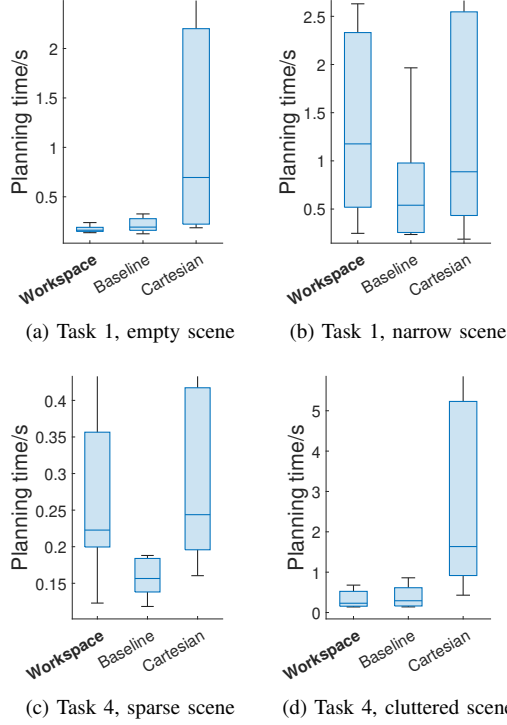 Planning time/s
2
1.5
1
0.5
Workspace
Baseline
Cartesian
(a) Task 1, empty scene
Planning time/s
2.5
2
1.5
1
0.5
Workspace
Baseline
Cartesian
(b) Task 1, narrow scene
Planning time/s
0.4
0.35
0.3
0.25
0.2
0.15
Workspace
Baseline
Cartesian
(c) Task 4, sparse scene
Planning time/s
5
4
3
2
1
0
Workspace
Baseline
Cartesian
(d) Task 4, cluttered scene